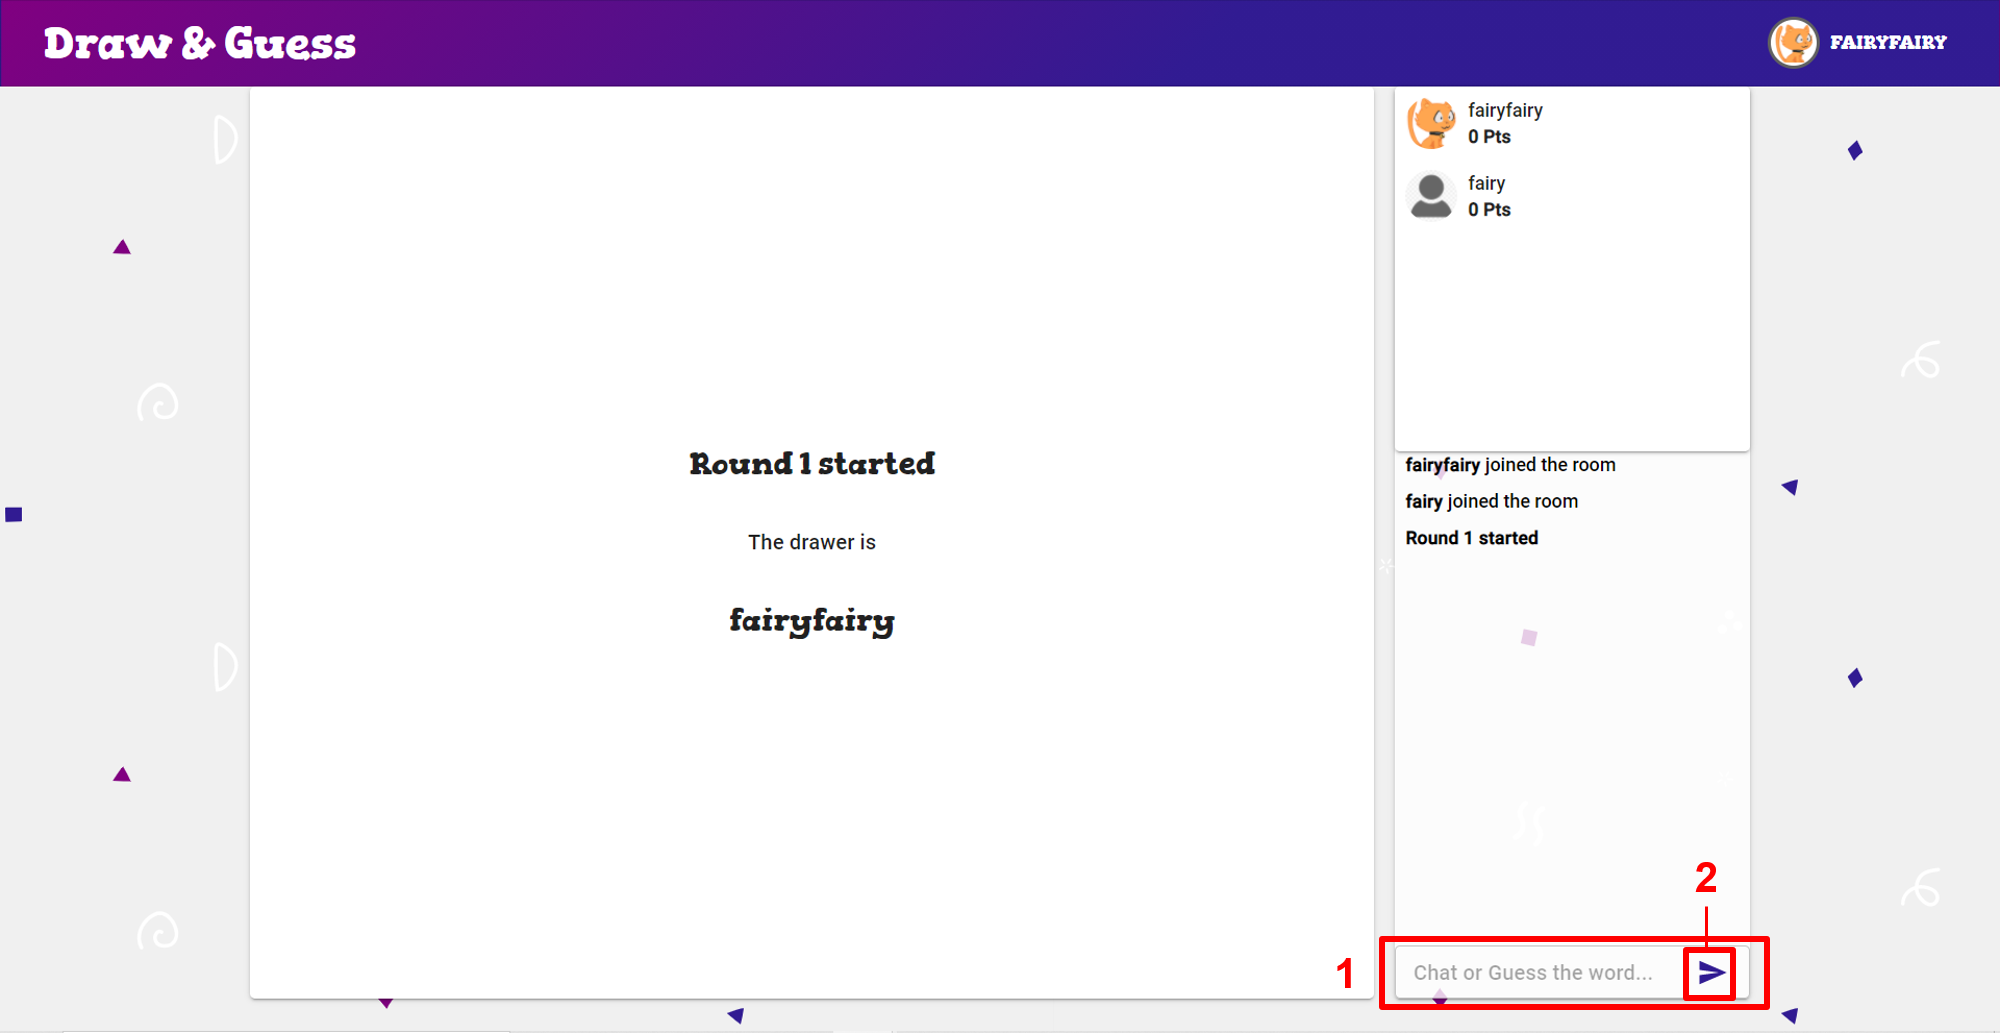 Draw & Guess
FAIRYFAIRY
fairyfairy
0 Pts
fairy
0 Pts
Round 1 started
The drawer is
fairyfairy
fairyfairy joined the room
fairy joined the room
Round 1 started
2
1
Chat or Guess the word...